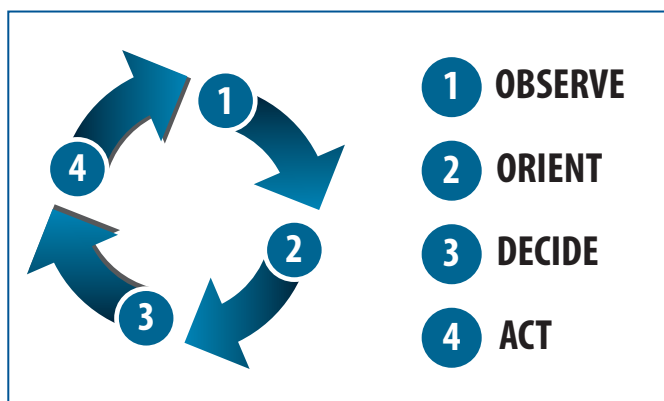 1
2
3
4
1 OBSERVE
2 ORIENT
3 DECIDE
4 ACT